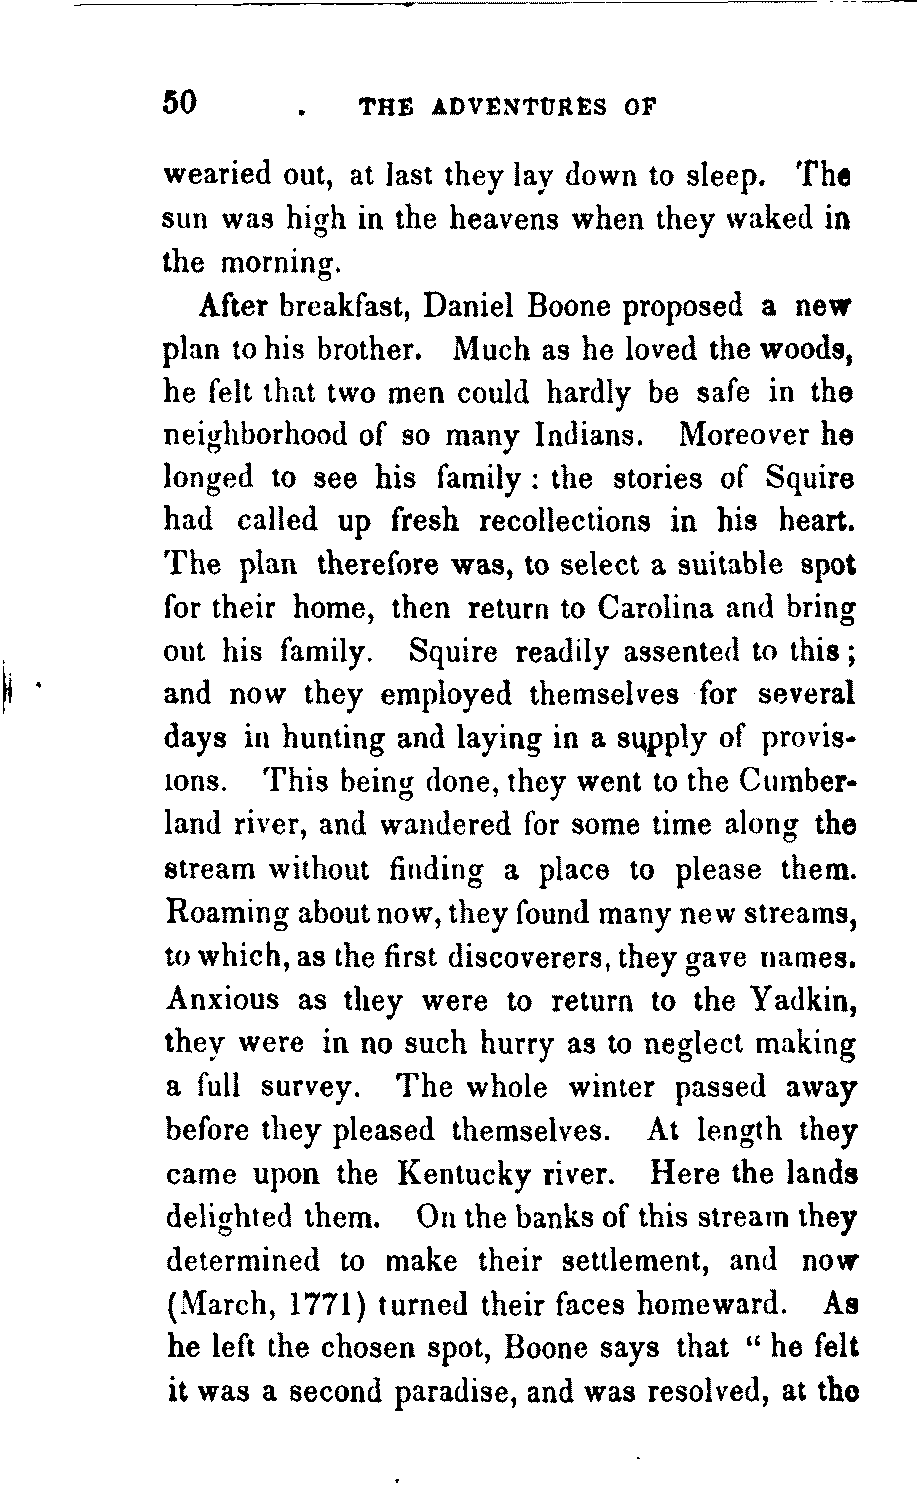 50 . THE ADVENTURES OF
wearied out, at last they lay down to sleep. The
sun was high in the heavens when they waked in
the morning.
After breakfast, Daniel Boone proposed a new
plan to his brother. Much as he loved the woods,
he felt that two men could hardly be safe in the
neighborhood of so many Indians. Moreover he
longed to see his family : the stories of Squire
had called up fresh recollections in his heart.
The plan therefore was, to select a suitable spot
for their home, then return to Carolina and bring
out his family. Squire readily assented to this ;
and now they employed themselves for several
days in hunting and laying in a supply of provis-
ions. This being done, they went to the Cumber-
land river, and wandered for some time along the
stream without finding a place to please them.
Roaming about now, they found many new streams,
to which, as the first discoverers, they gave names.
Anxious as they were to return to the Yadkin,
they were in no such hurry as to neglect making
a full survey. The whole winter passed away
before they pleased themselves. At length they
came upon the Kentucky river. Here the lands
delighted them. On the banks of this stream they
determined to make their settlement, and now
(March, 1771) turned their faces homeward. As
he left the chosen spot, Boone says that “ he felt
it was a second paradise, and was resolved, at the